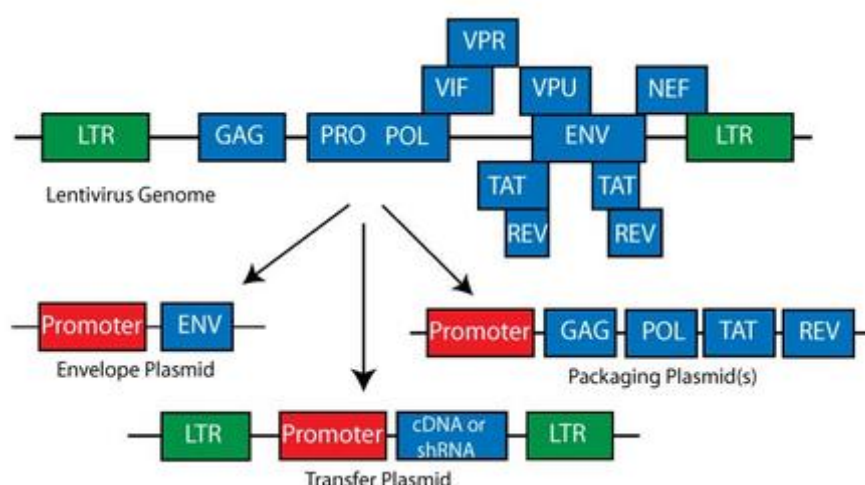 VPR
VIF VPU NEF
LTR GAG PRO POL ENV LTR
Lentivirus Genome
TAT TAT
REV REV
Promoter ENV
Envelope Plasmid
Promoter GAG POL TAT REV
Packaging Plasmid(s)
LTR Promoter cDNA or LTR
shRNA
Transfer Plasmid